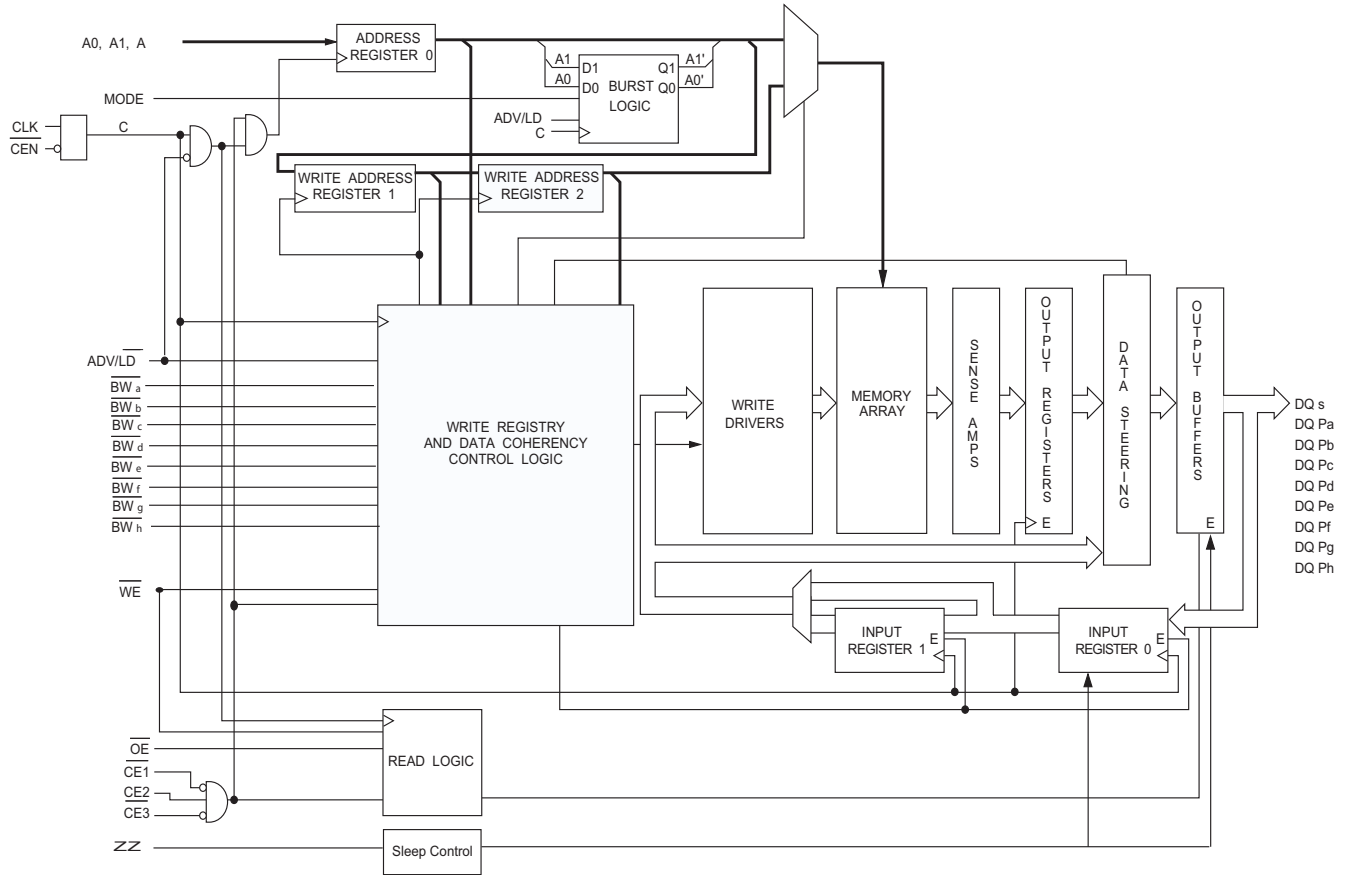 A0, A1, A
ADDRESS
REGISTER 0
A1
D1
Q1
A1'
A0
D0
BURST
Q0
A0'
LOGIC
MODE
ADV/LD
C
CLK
C
CEN
WRITE ADDRESS
REGISTER 1
WRITE ADDRESS
REGISTER 2
ADV/LD
BW a
BW b
BW c
BW d
BW e
BW f
BW g
BW h
WE
WRITE REGISTRY
AND DATA COHERENCY
CONTROL LOGIC
WRITE
DRIVERS
MEMORY
ARRAY
SENSE AMPS
OUTPUT REGISTERS
E
DATA STEERING
OUTPUT BUFFERS
E
DQ s
DQ Pa
DQ Pb
DQ Pc
DQ Pd
DQ Pe
DQ Pf
DQ Pg
DQ Ph
INPUT
REGISTER 1
E
INPUT
REGISTER 0
E
OE
CE1
CE2
CE3
READ LOGIC
ZZ
Sleep Control